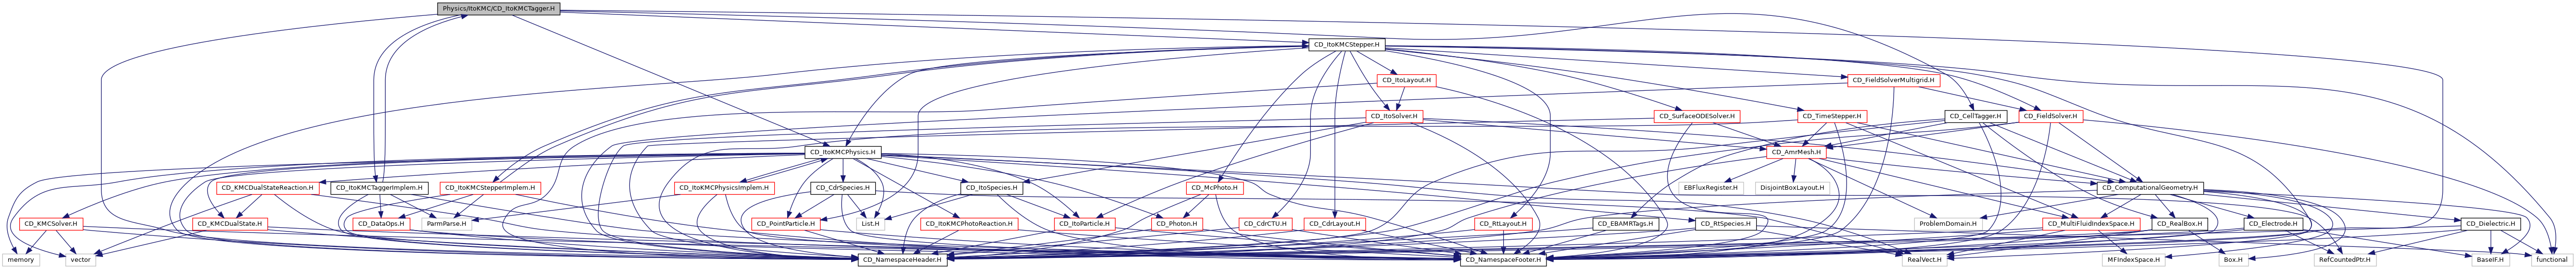 Physics/ItoKMC/CD_ItoKMCTagger.H
CD_ItoKMCStepper.H
CD_ItoLayout.H
CD_FieldSolverMultigrid.H
CD_ItoSolver.H
CD_SurfaceODESolver.H
CD_TimeStepper.H
CD_CellTagger.H
CD_FieldSolver.H
CD_ItoKMCPhysics.H
CD_AmrMesh.H
CD_KMCDualStateReaction.H
CD_ItoKMCTaggerImplem.H
CD_ItoKMCStepperImplem.H
CD_ItoKMCPhysicsImplem.H
CD_CdrSpecies.H
CD_ItoSpecies.H
CD_McPhoto.H
EBFluxRegister.H
DisjointBoxLayout.H
CD_ComputationalGeometry.H
CD_KMCSolver.H
CD_KMCDualState.H
CD_DataOps.H
ParmParse.H
CD_PointParticle.H
List.H
CD_ItoKMCPhotoReaction.H
CD_ItoParticle.H
CD_Photon.H
CD_CdrCTU.H
CD_CdrLayout.H
CD_RtLayout.H
CD_EBAMRTags.H
CD_RtSpecies.H
ProblemDomain.H
CD_MultiFluidIndexSpace.H
CD_RealBox.H
CD_Electrode.H
CD_Dielectric.H
memory
vector
CD_NamespaceHeader.H
CD_NamespaceFooter.H
RealVect.H
MFIndexSpace.H
Box.H
RefCountedPtr.H
BaseIF.H
functional